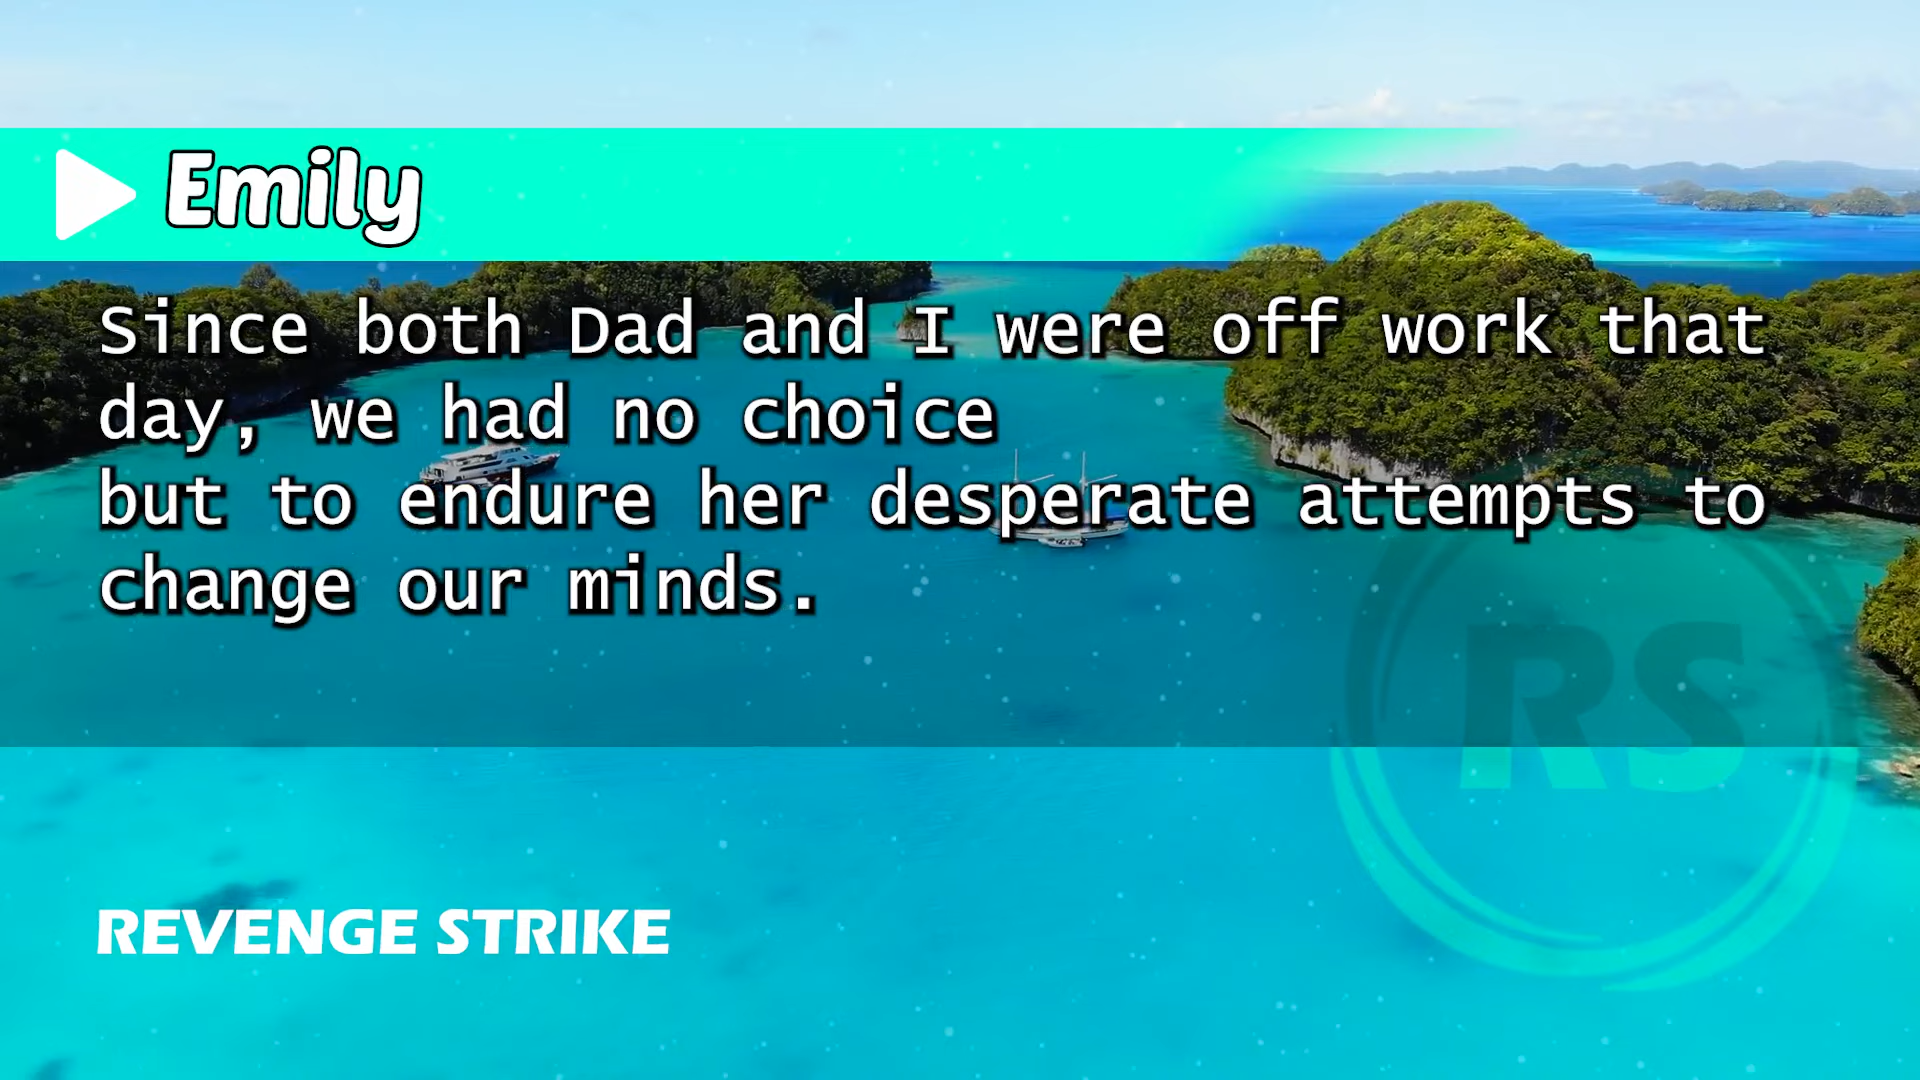 Emily
Since both Dad and I were off work that
day, we had no choice
but to endure her desperate attempts to
change our minds.
RS
REVENGE STRIKE